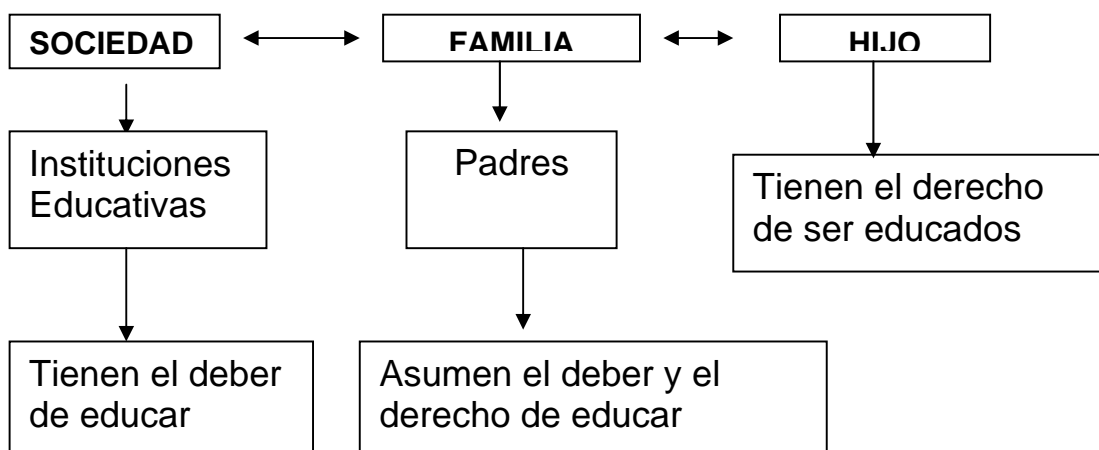 SOCIEDAD
FAMILIA
HIJO
Instituciones
Educativas
Padres
Tienen el derecho
de ser educados
Tienen el deber
de educar
Asumen el deber y el
derecho de educar